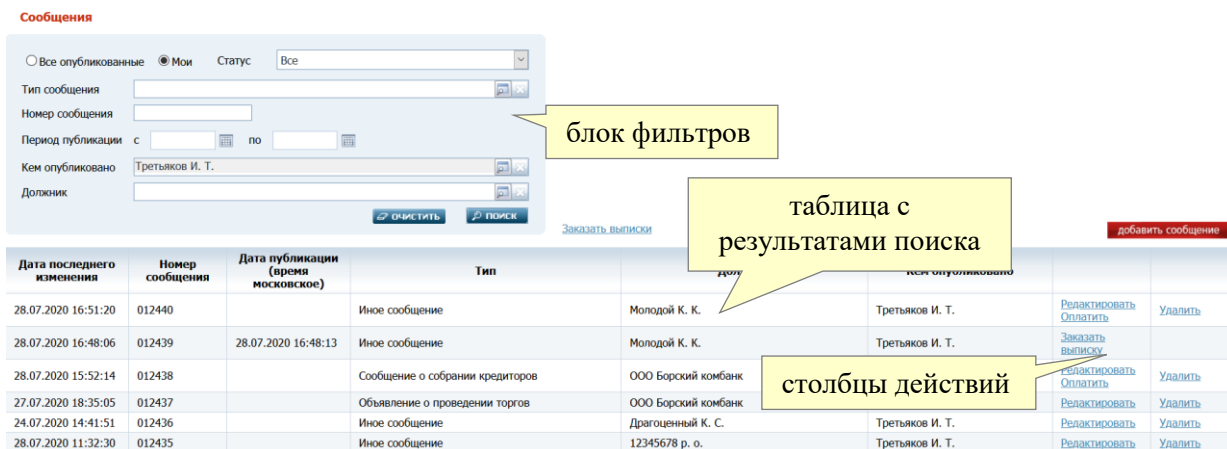 Сообщения
Все опубликованные Мои Статус Все
Тип сообщения
Номер сообщения
Период публикации с по
Кем опубликовано Третьяков И. Т.
Должник
очистить поиск
блок фильтров
таблица с
результатами поиска
Заказать выписки
добавить сообщение
Дата последнего изменения Номер сообщения Дата публикации (время московское) Тип Кем опубликовано
28.07.2020 16:51:20 012440 Иное сообщение Молодой К. К. Третьяков И. Т. Редактировать Оплатить Удалить
28.07.2020 16:48:06 012439 28.07.2020 16:48:13 Иное сообщение Молодой К. К. Третьяков И. Т. Заказать выписку
столбцы действий
28.07.2020 15:52:14 012438 Сообщение о собрании кредиторов ООО Борский комбанк Редактировать Оплатить Удалить
27.07.2020 18:35:05 012437 Объявление о проведении торгов ООО Борский комбанк Редактировать Удалить
24.07.2020 14:41:51 012436 Иное сообщение Драгоценный К. С. Третьяков И. Т. Редактировать Удалить
28.07.2020 11:32:30 012435 Иное сообщение 12345678 р. о. Третьяков И. Т. Редактировать Удалить